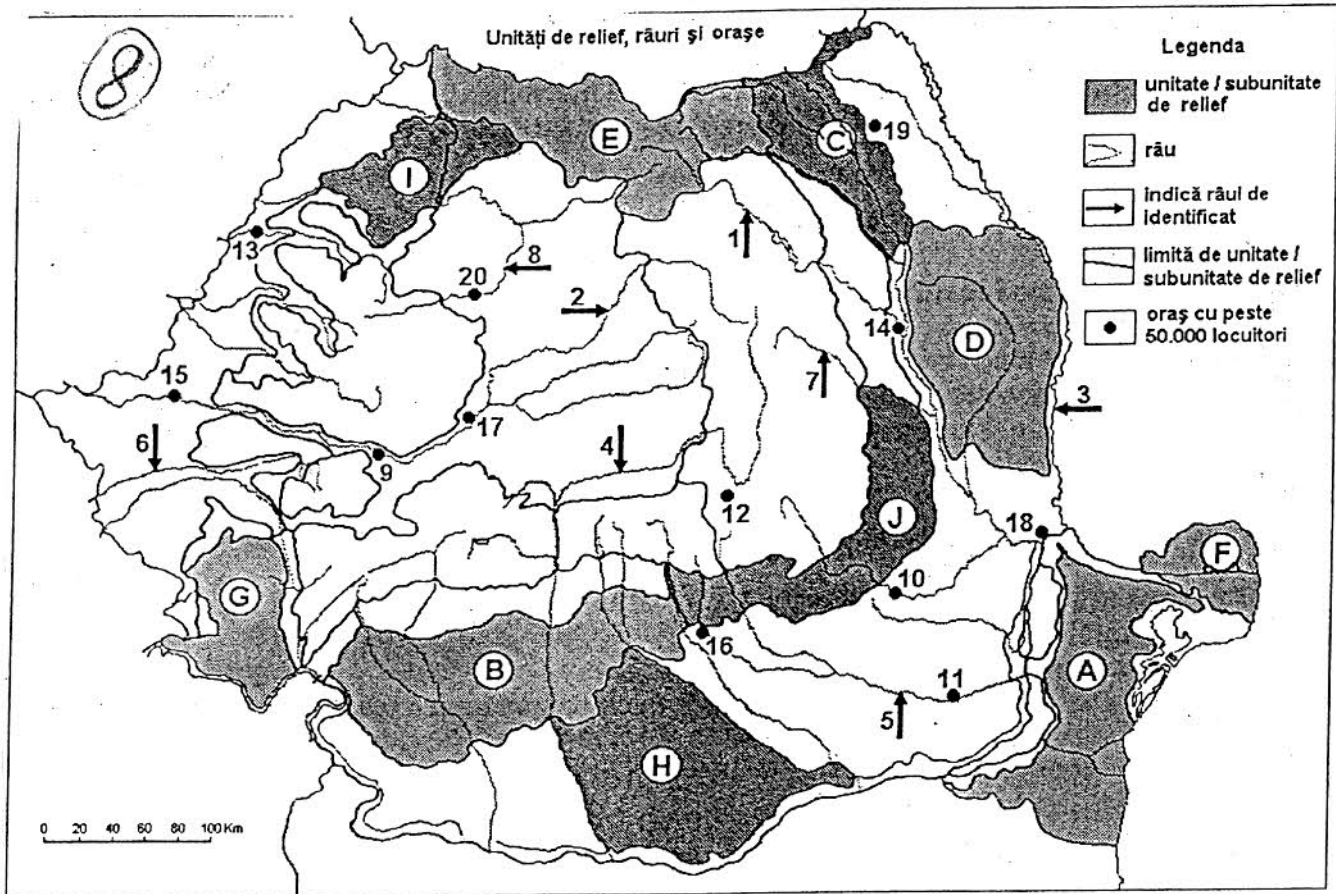 8
Unități de relief, râuri și orașe
Legenda
unitate / subunitate
de relief
râu
indică râul de
identificat
limită de unitate /
subunitate de relief
oraș cu peste
50.000 locuitori
E
C
19
I
13
1
8
20
2
14
D
7
15
3
6
17
4
9
12
J
18
F
G
10
16
B
11
A
5
H
0 20 40 60 80 100 Km